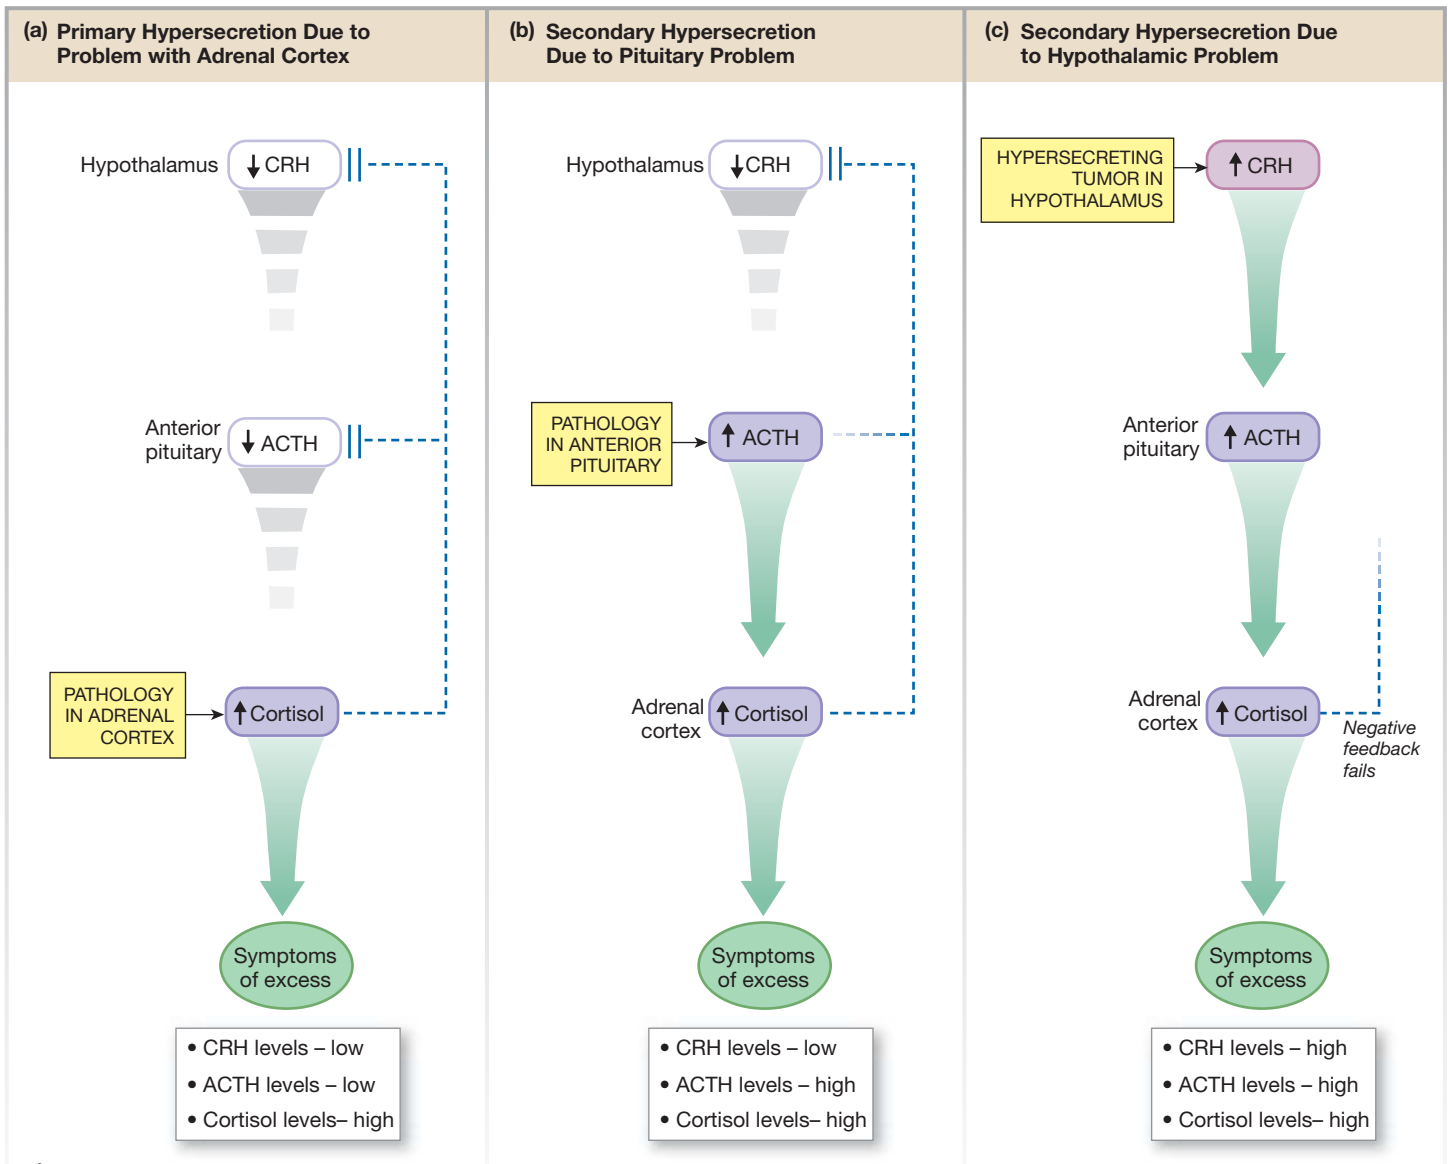 (a) Primary Hypersecretion Due to
Problem with Adrenal Cortex
Hypothalamus
↓ CRH
Anterior
pituitary
↓ ACTH
PATHOLOGY
IN ADRENAL
CORTEX
↑ Cortisol
Symptoms
of excess
• CRH levels – low
• ACTH levels – low
• Cortisol levels– high
(b) Secondary Hypersecretion
Due to Pituitary Problem
Hypothalamus
↓ CRH
PATHOLOGY
IN ANTERIOR
PITUITARY
↑ ACTH
Adrenal
cortex
↑ Cortisol
Symptoms
of excess
• CRH levels – low
• ACTH levels – high
• Cortisol levels– high
(c) Secondary Hypersecretion Due
to Hypothalamic Problem
HYPERSECRETING
TUMOR IN
HYPOTHALAMUS
↑ CRH
Anterior
pituitary
↑ ACTH
Adrenal
cortex
↑ Cortisol
Negative
feedback
fails
Symptoms
of excess
• CRH levels – high
• ACTH levels – high
• Cortisol levels– high